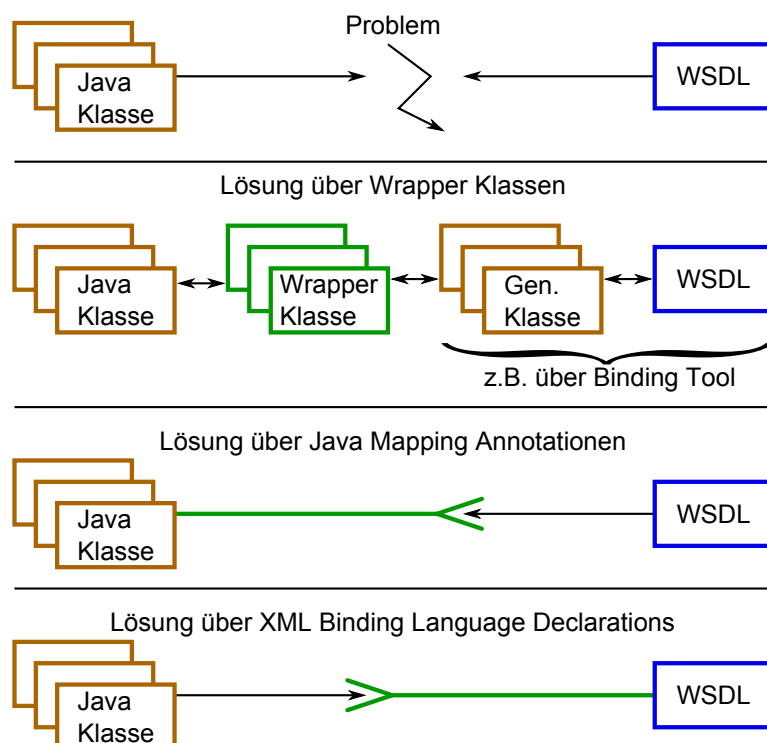 Problem
Java
Klasse
WSDL
Lösung über Wrapper Klassen
Java
Klasse
Wrapper
Klasse
Gen.
Klasse
WSDL
z.B. über Binding Tool
Lösung über Java Mapping Annotationen
Java
Klasse
WSDL
Lösung über XML Binding Language Declarations
Java
Klasse
WSDL